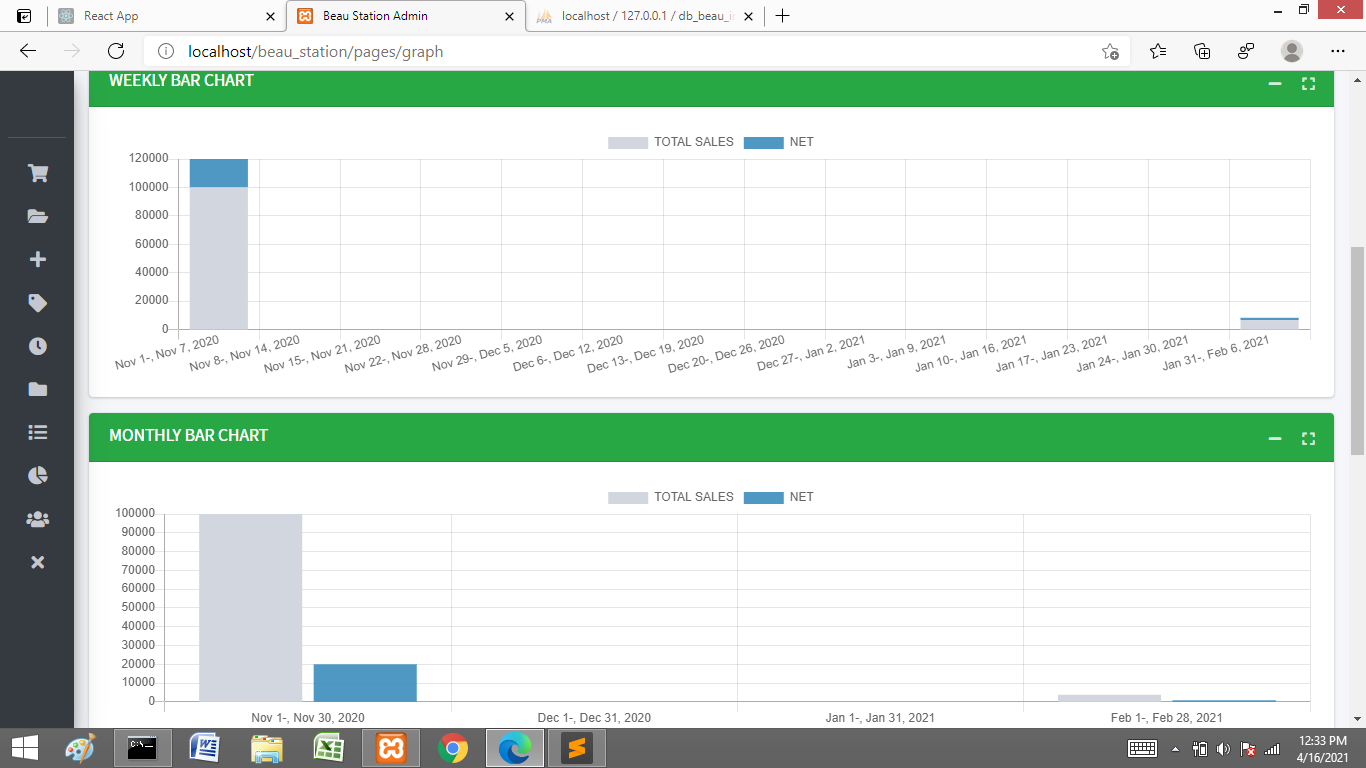 React App
Beau Station Admin
localhost / 127.0.0.1 / db_beau_i
localhost/beau_station/pages/graph
WEEKLY BAR CHART
TOTAL SALES NET
120000
100000
80000
60000
40000
20000
0
Nov 1-, Nov 7, 2020
Nov 8-, Nov 14, 2020
Nov 15-, Nov 21, 2020
Nov 22-, Nov 28, 2020
Nov 29-, Dec 5, 2020
Dec 6-, Dec 12, 2020
Dec 13-, Dec 19, 2020
Dec 20-, Dec 26, 2020
Dec 27-, Jan 2, 2021
Jan 3-, Jan 9, 2021
Jan 10-, Jan 16, 2021
Jan 17-, Jan 23, 2021
Jan 24-, Jan 30, 2021
Jan 31-, Feb 6, 2021
MONTHLY BAR CHART
TOTAL SALES NET
100000
90000
80000
70000
60000
50000
40000
30000
20000
10000
0
Nov 1-, Nov 30, 2020
Dec 1-, Dec 31, 2020
Jan 1-, Jan 31, 2021
Feb 1-, Feb 28, 2021
12:33 PM
4/16/2021